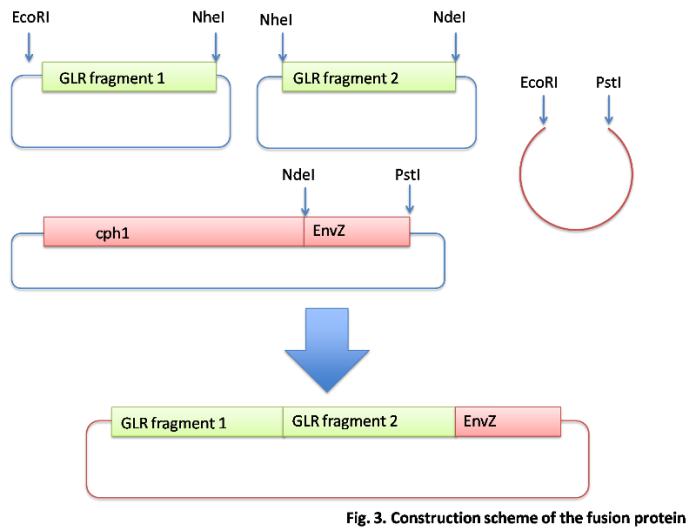 EcoRI NheI NheI NdeI
GLR fragment 1 GLR fragment 2
EcoRI PstI
NdeI PstI
cph1 EnvZ
GLR fragment 1 GLR fragment 2 EnvZ
Fig. 3. Construction scheme of the fusion protein